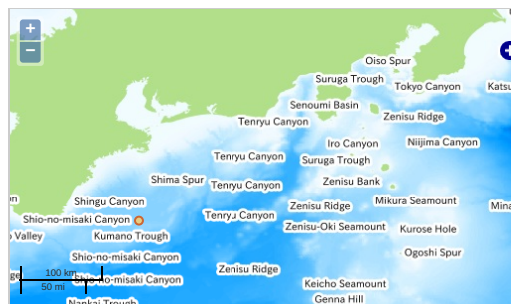 +
−
Oiso Spur
Suruga Trough
Tokyo Canyon
Katsu
Senoumi Basin
Zenisu Ridge
Tenryu Canyon
Iro Canyon
Niijima Canyon
Tenryu Canyon
Suruga Trough
Shima Spur
Tenryu Canyon
Zenisu Bank
Shingu Canyon
Mikura Seamount
on
Zenisu Ridge
Mina
Shio-no-misaki Canyon
Tenryu Canyon
Zenisu-Oki Seamount
Kurose Hole
o Valley
Kumano Trough
Ogoshi Spur
Shio-no-misaki Canyon
Zenisu Ridge
ge
100 km
Shio-no-misaki Canyon
50 mi
Keicho Seamount
Genna Hill
Nankai Trough